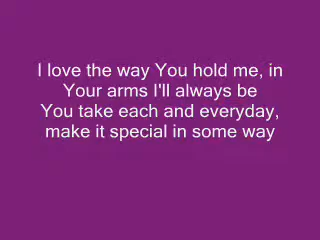 I love the way You hold me, in
Your arms I'll always be
You take each and everyday,
make it special in some way